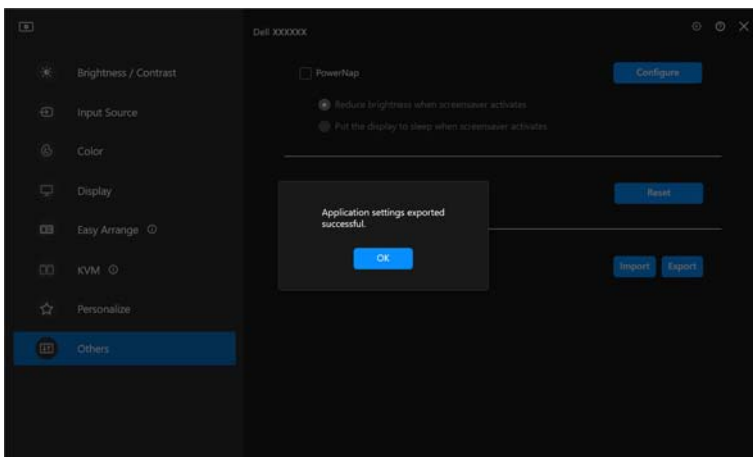 Dell XXXXXX
Brightness / Contrast
Input Source
Color
Display
Easy Arrange
KVM
Personalize
Others
PowerNap
Configure
Reduce brightness when screensaver activates
Put the display to sleep when screensaver activates
Reset
Application settings exported
successful.
OK
Import
Export